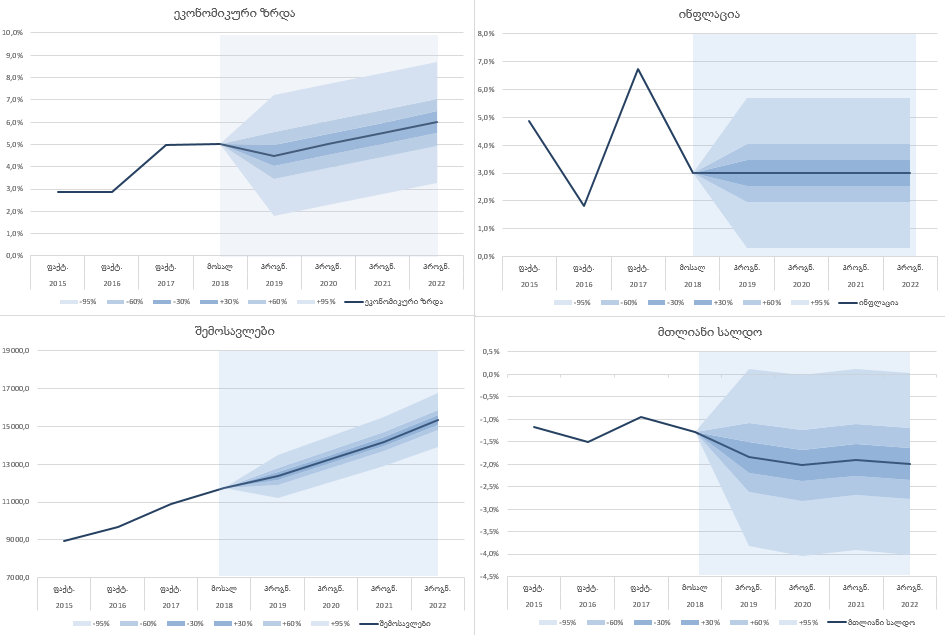 ეკონომიკური ზრდა
10,0%
9,0%
8,0%
7,0%
6,0%
5,0%
4,0%
3,0%
2,0%
1,0%
0,0%
ფაქტ. ფაქტ. ფაქტ. მოსალ პროგნ. პროგნ. პროგნ. პროგნ.
2015 2016 2017 2018 2019 2020 2021 2022
-95% -60% -30% +30% +60% +95% ეკონომიკური ზრდა
ინფლაცია
8,0%
7,0%
6,0%
5,0%
4,0%
3,0%
2,0%
1,0%
0,0%
ფაქტ. ფაქტ. ფაქტ. მოსალ პროგნ. პროგნ. პროგნ. პროგნ.
2015 2016 2017 2018 2019 2020 2021 2022
-95% -60% -30% +30% +60% +95% ინფლაცია
შემოსავლები
19000,0
17000,0
15000,0
13000,0
11000,0
9000,0
7000,0
ფაქტ. ფაქტ. ფაქტ. მოსალ პროგნ. პროგნ. პროგნ. პროგნ.
2015 2016 2017 2018 2019 2020 2021 2022
-95% -60% -30% +30% +60% +95% შემოსავლები
მთლიანი სალდო
0,5%
0,0%
-1,0%
-1,5%
-2,0%
-2,5%
-3,0%
-3,5%
-4,0%
-4,5%
ფაქტ. ფაქტ. ფაქტ. მოსალ პროგნ. პროგნ. პროგნ. პროგნ.
2015 2016 2017 2018 2019 2020 2021 2022
-95% -60% -30% +30% +60% +95% მთლიანი სალდო